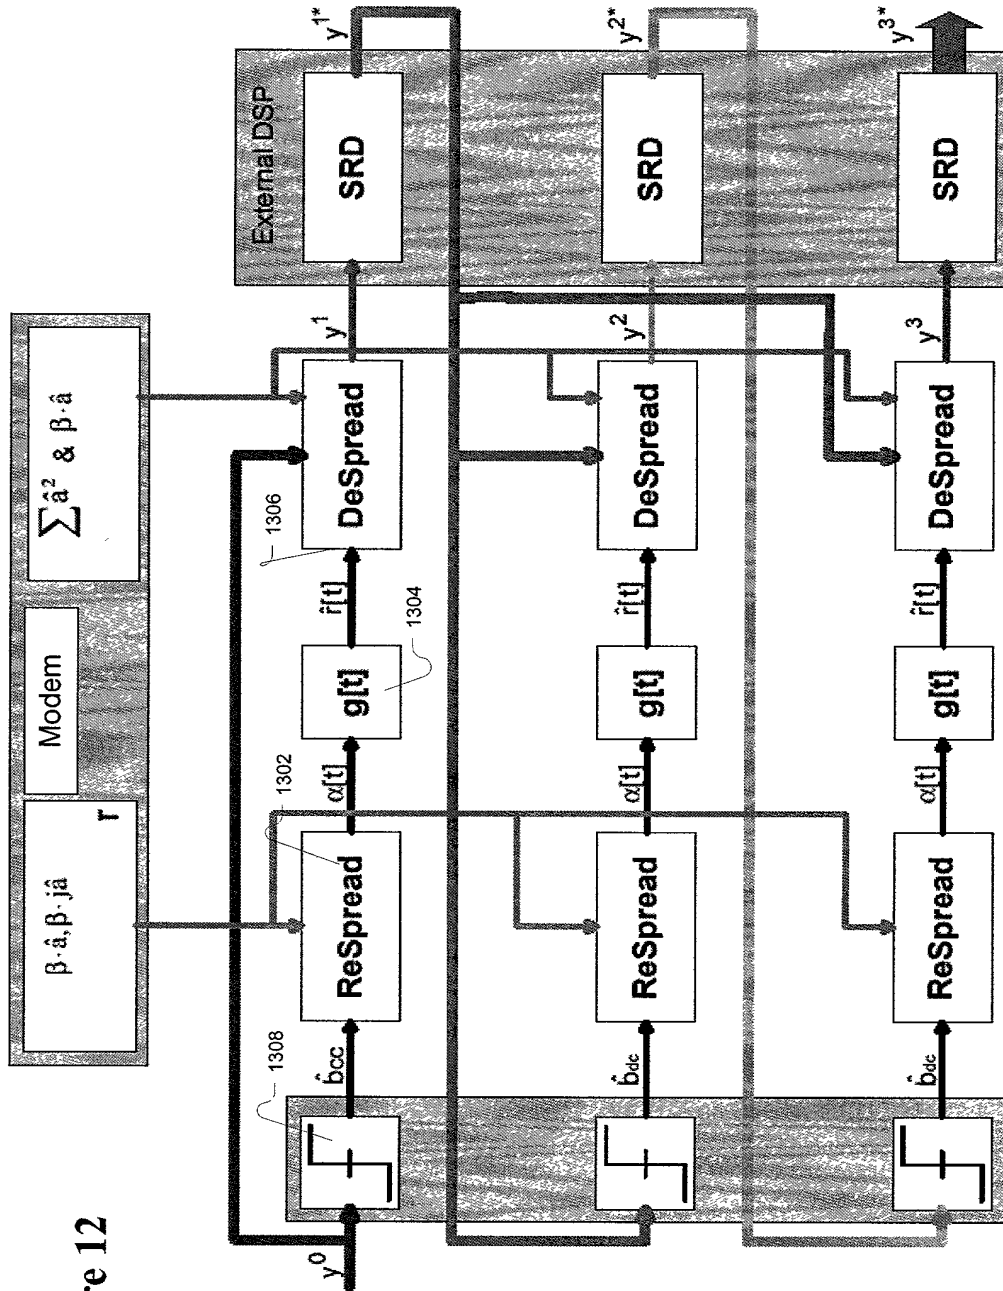 re 12
β·â, β·jâ
r
Modem
∑â² & β·â
y⁰
1308
b̂cc
ReSpread
1302
α[t]
g[t]
1304
r̂[t]
DeSpread
1306
y¹
External DSP
SRD
y¹*
b̂dc
ReSpread
α[t]
g[t]
r̂[t]
DeSpread
y²
SRD
y²*
b̂dc
ReSpread
α[t]
g[t]
r̂[t]
DeSpread
y³
SRD
y³*